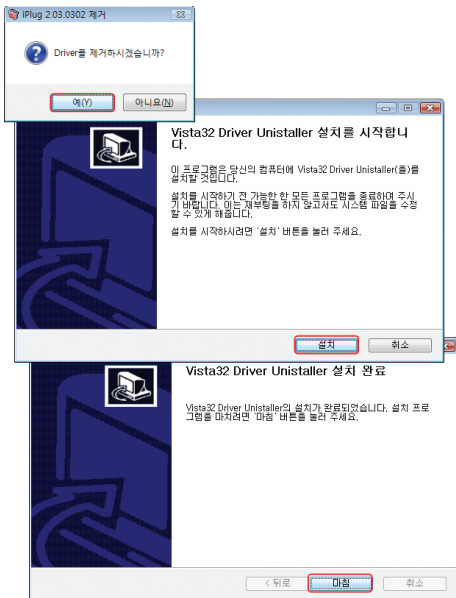 iPlug 2.03.0302 제거
Driver를 제거하시겠습니까?
예(Y)
아니요(N)
Vista32 Driver Unistaller 설치를 시작합니
다.
이 프로그램은 당신의 컴퓨터에 Vista32 Driver Unistaller(을)를
설치할 것입니다.
설치를 시작하기 전 가능한 한 모든 프로그램을 종료하여 주시
기 바랍니다. 이는 재부팅을 하지 않고서도 시스템 파일을 수정
할 수 있게 해줍니다.
설치를 시작하시려면 '설치' 버튼을 눌러 주세요.
설치
취소
Vista32 Driver Unistaller 설치 완료
Vista32 Driver Unistaller의 설치가 완료되었습니다. 설치 프로
그램을 마치려면 '마침' 버튼을 눌러 주세요.
< 뒤로
마침
취소